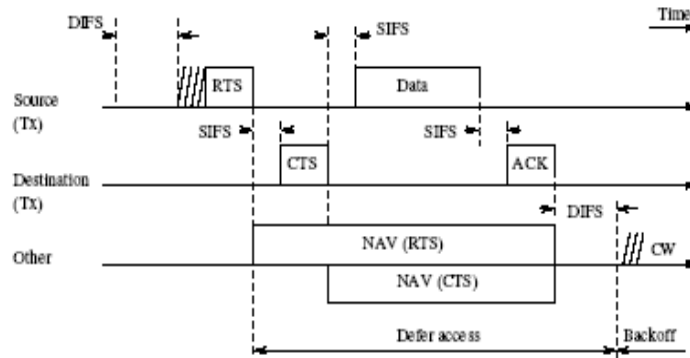 DIFS
SIFS
Time
RTS
Data
Source
(Tx)
SIFS
SIFS
CTS
ACK
Destination
(Tx)
DIFS
NAV (RTS)
Other
CW
NAV (CTS)
Defer access
Backoff